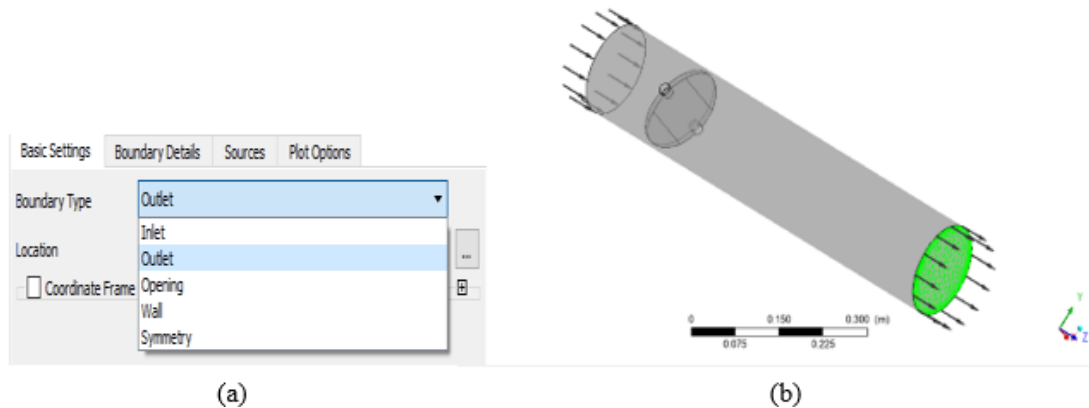 Basic Settings Boundary Details Sources Plot Options
Boundary Type Outlet
Inlet
Location Outlet ...
Coordinate Frame Opening
Wall
Symmetry
(a)
0 0.150 0.300 (m)
0.075 0.225
Y
Z
(b)